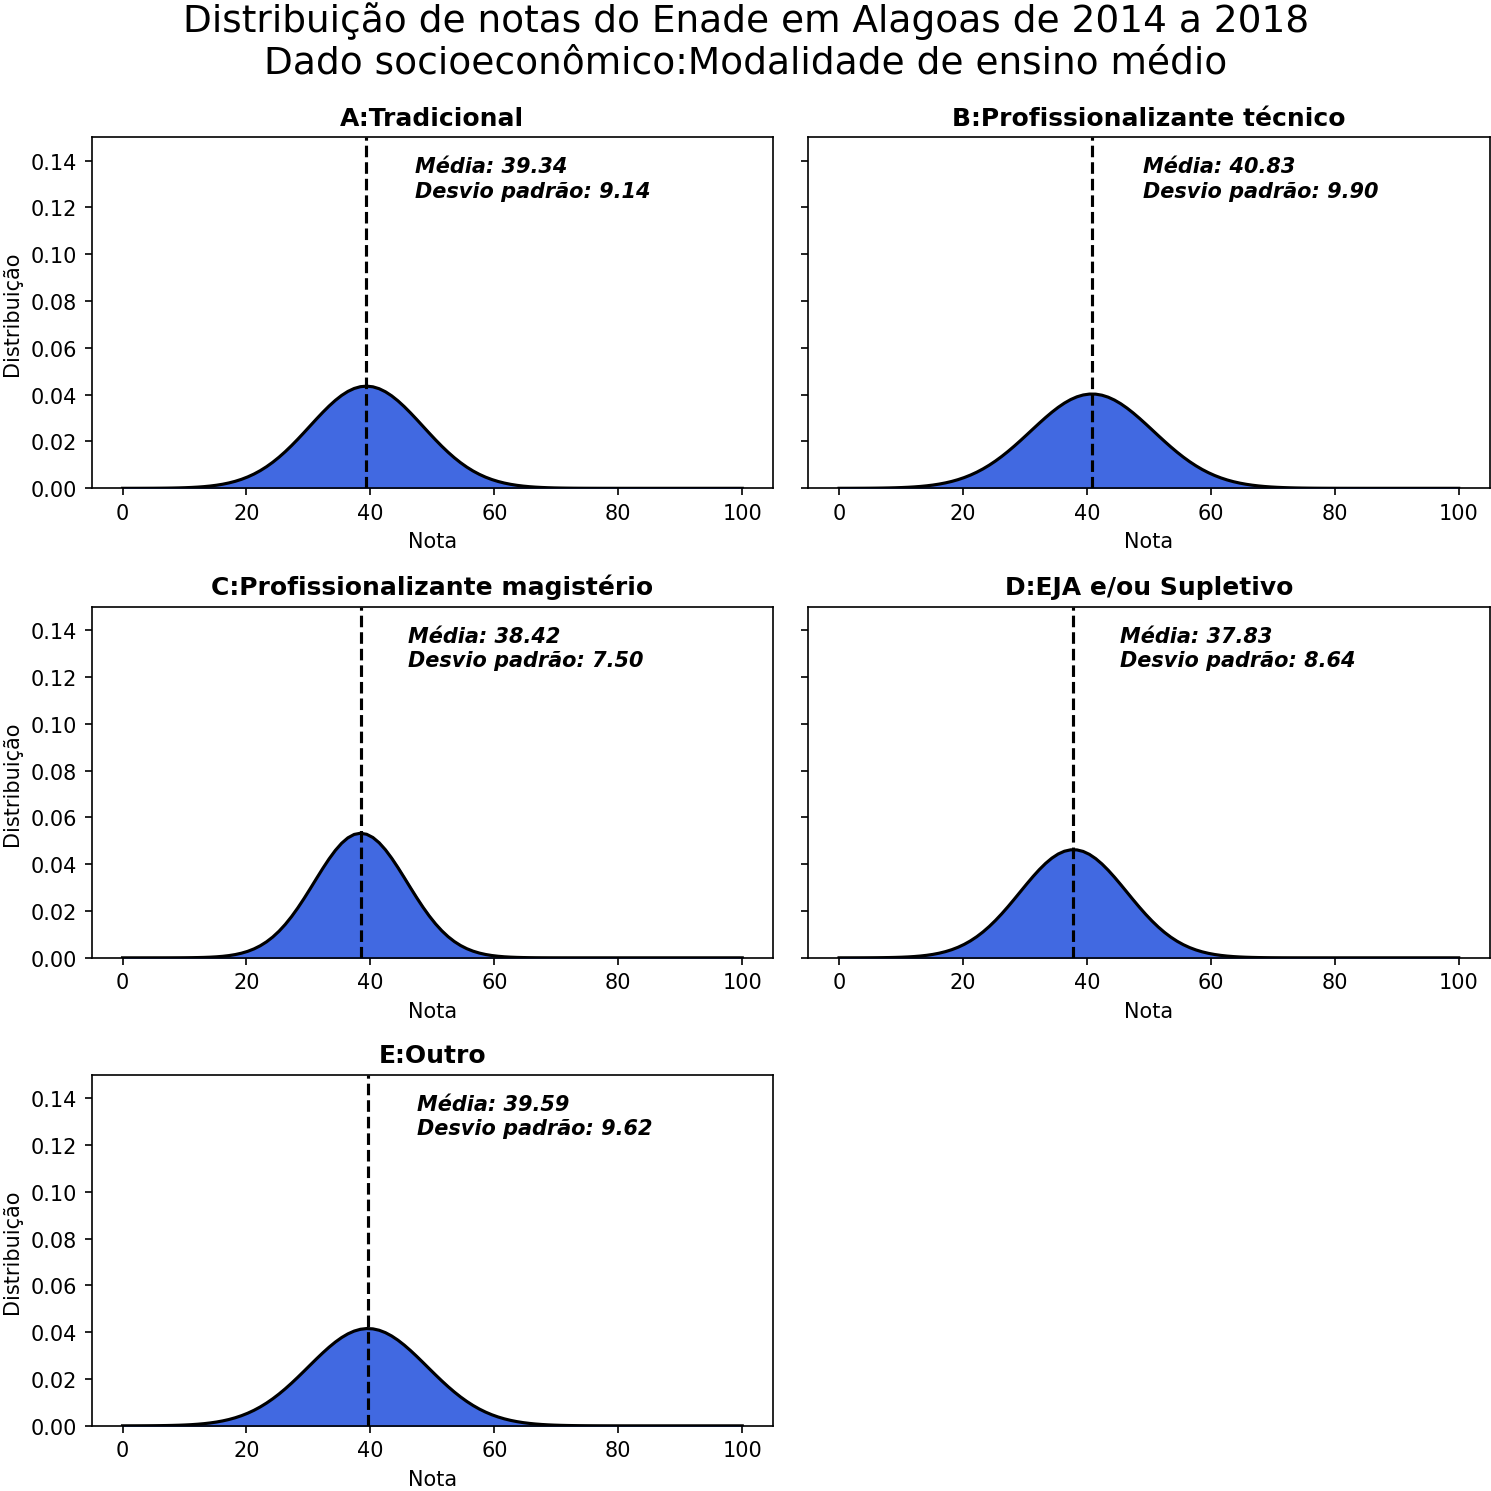 Distribuição de notas do Enade em Alagoas de 2014 a 2018
Dado socioeconômico:Modalidade de ensino médio
A:Tradicional
Média: 39.34
Desvio padrão: 9.14
Distribuição
0.14
0.12
0.10
0.08
0.06
0.04
0.02
0.00
0 20 40 60 80 100
Nota
B:Profissionalizante técnico
Média: 40.83
Desvio padrão: 9.90
0 20 40 60 80 100
Nota
C:Profissionalizante magistério
Média: 38.42
Desvio padrão: 7.50
Distribuição
0.14
0.12
0.10
0.08
0.06
0.04
0.02
0.00
0 20 40 60 80 100
Nota
D:EJA e/ou Supletivo
Média: 37.83
Desvio padrão: 8.64
0 20 40 60 80 100
Nota
E:Outro
Média: 39.59
Desvio padrão: 9.62
Distribuição
0.14
0.12
0.10
0.08
0.06
0.04
0.02
0.00
0 20 40 60 80 100
Nota